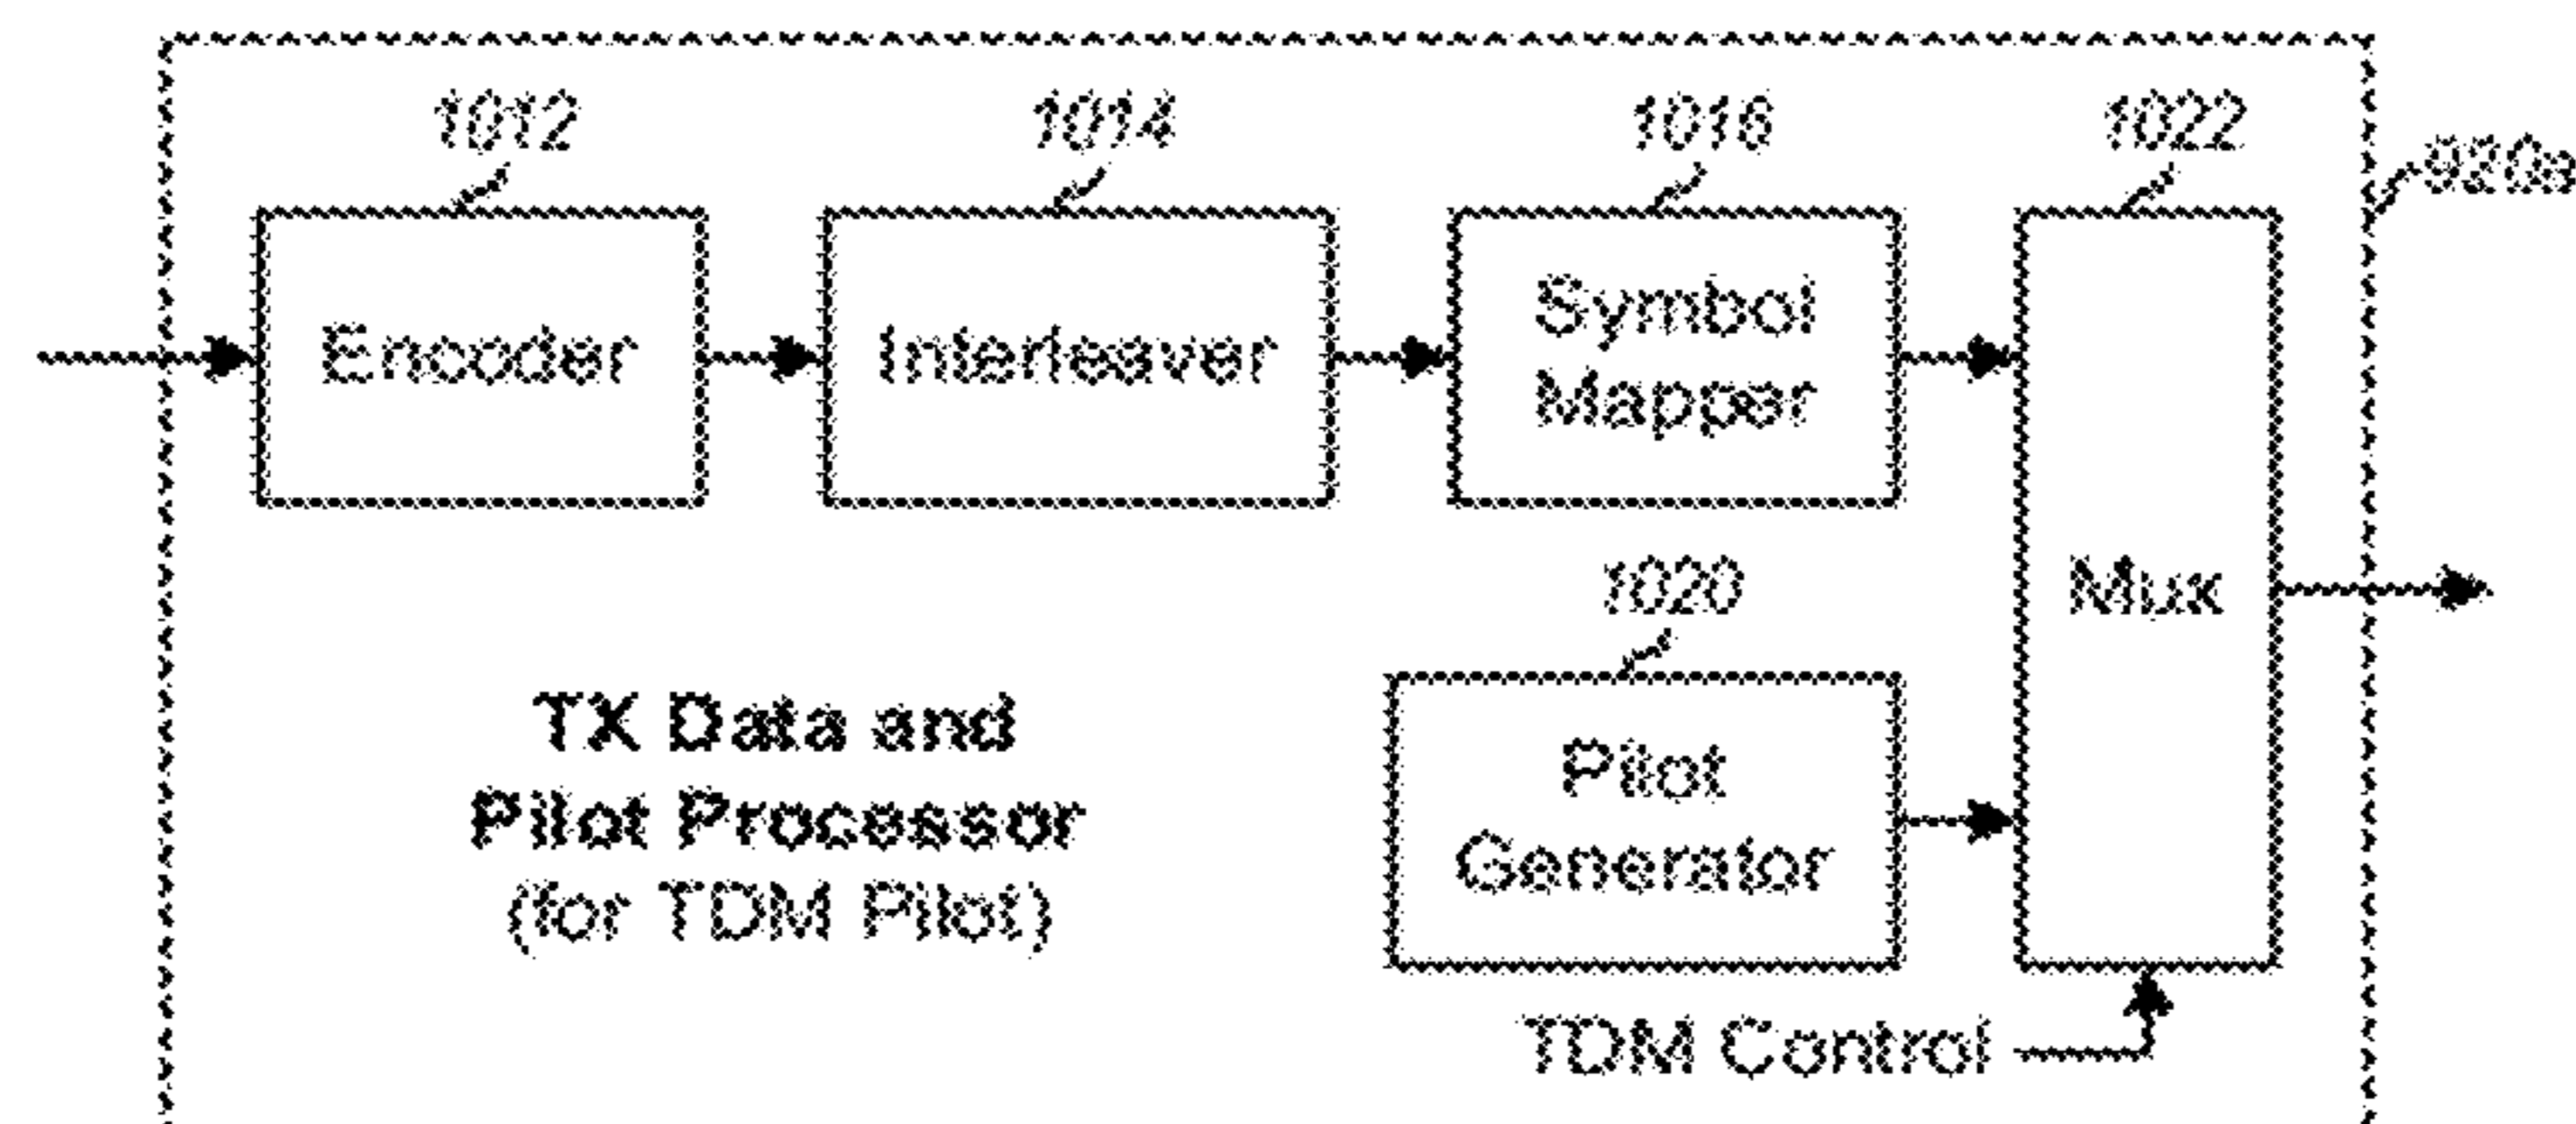 1012
1014
1016
1022
920a
Encoder
Interleaver
Symbol
Mapper
Mux
1020
Pilot
Generator
TX Data and
Pilot Processor
(for TDM Pilot)
TDM Control